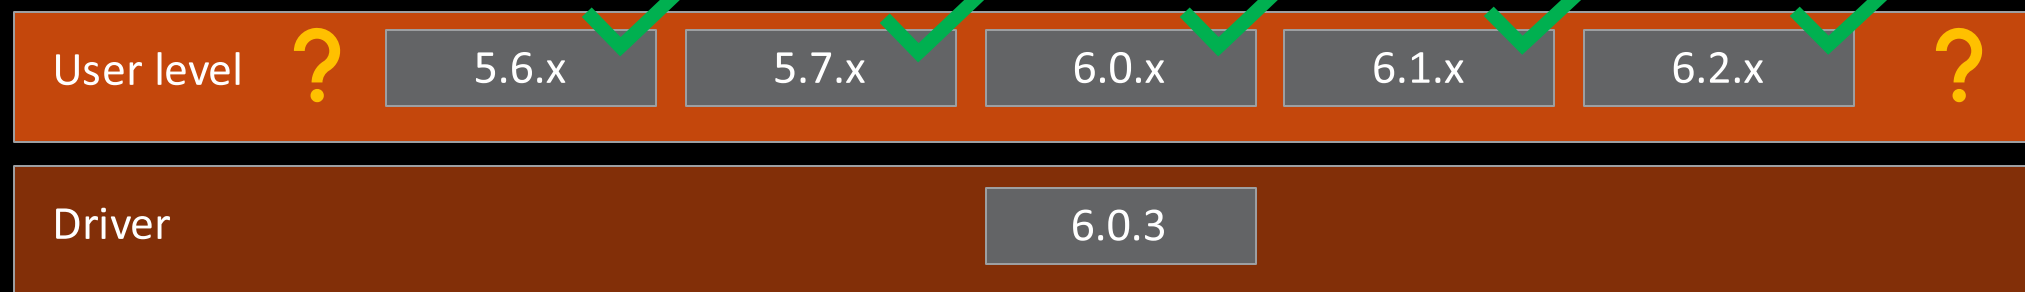 User level ? 5.6.x 5.7.x 6.0.x 6.1.x 6.2.x ?
Driver 6.0.3